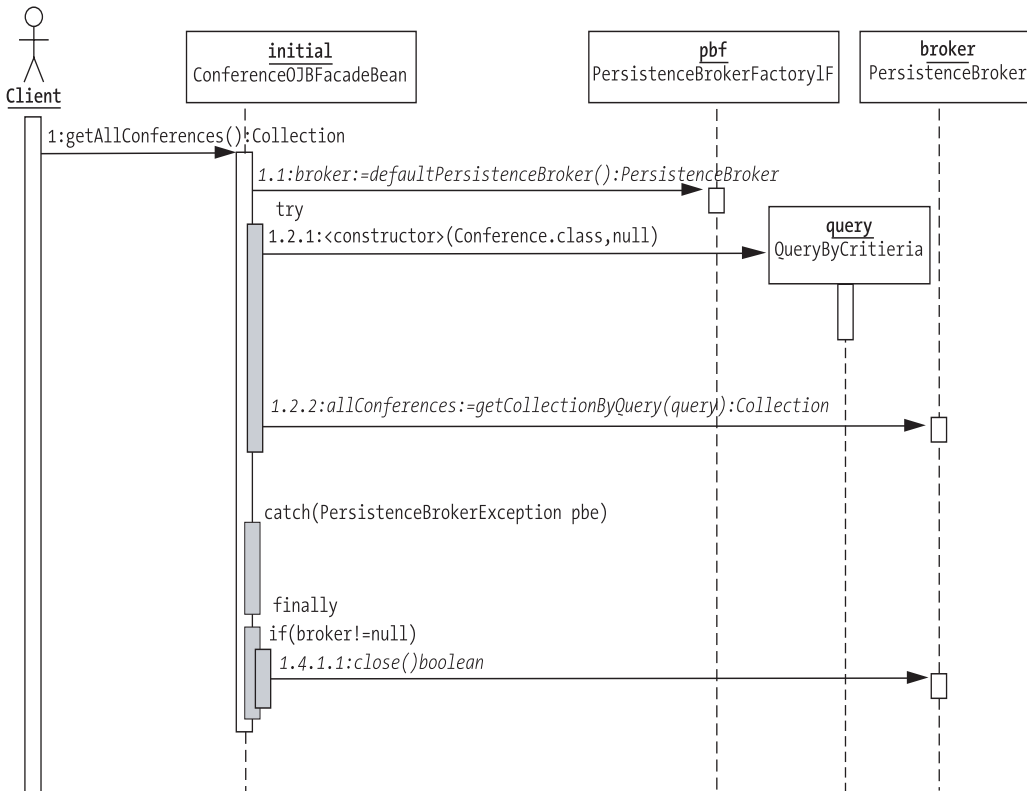 Client
initial
ConferenceOJBFacadeBean
pbf
PersistenceBrokerFactorylF
broker
PersistenceBroker
1:getAllConferences():Collection
1.1:broker:=defaultPersistenceBroker():PersistenceBroker
try
1.2.1:<constructor>(Conference.class,null)
query
QueryByCritieria
1.2.2:allConferences:=getCollectionByQuery(query):Collection
catch(PersistenceBrokerException pbe)
finally
if(broker!=null)
1.4.1.1:close()boolean